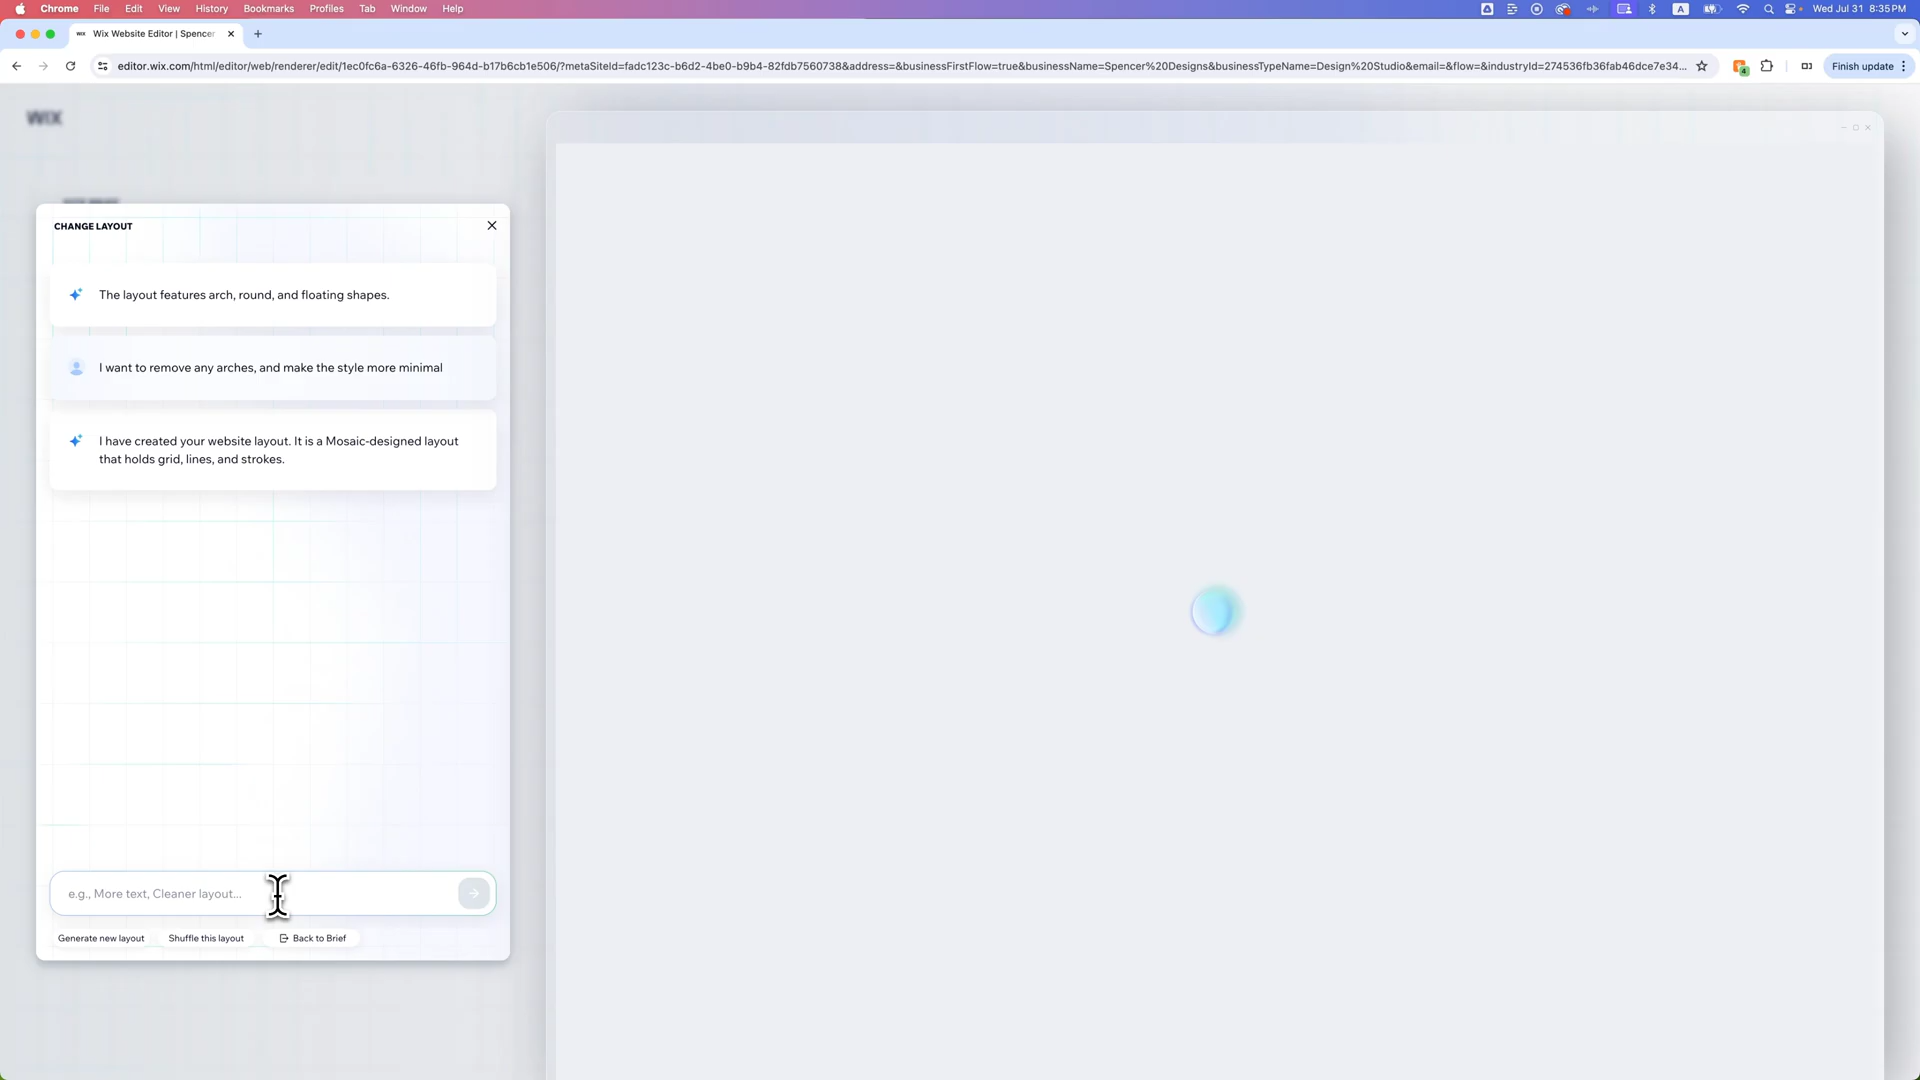 Chrome File Edit View History Bookmarks Profiles Tab Window Help
A
Wed Jul 31 8:35PM
WIX Wix Website Editor | Spencer
editor.wix.com/html/editor/web/renderer/edit/1ec0fc6a-6326-46fb-964d-b17b6cb1e506/?metaSiteId=fadc123c-b6d2-4be0-b9b4-82fdb7560738&address=&businessFirstFlow=true&businessName=Spencer%20Designs&businessTypeName=Design%20Studio&email=&flow=&industryId=274536fb36fab46dce7e34...
4
Finish update
WIX
CHANGE LAYOUT
The layout features arch, round, and floating shapes.
I want to remove any arches, and make the style more minimal
I have created your website layout. It is a Mosaic-designed layout
that holds grid, lines, and strokes.
e.g., More text, Cleaner layout...
Generate new layout Shuffle this layout Back to Brief